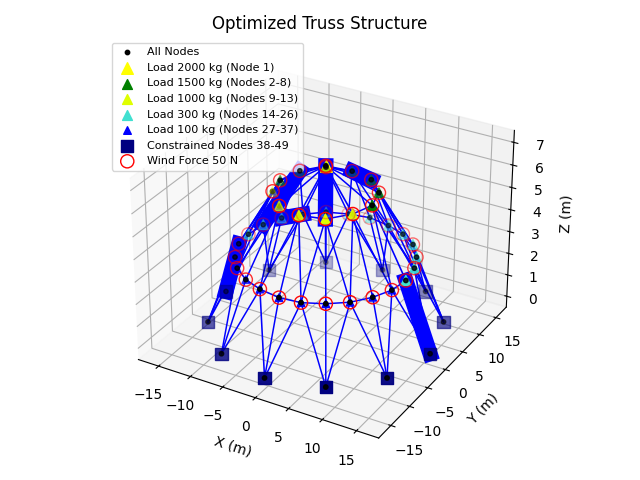 Optimized Truss Structure
All Nodes
Load 2000 kg (Node 1)
Load 1500 kg (Nodes 2-8)
Load 1000 kg (Nodes 9-13)
Load 300 kg (Nodes 14-26)
Load 100 kg (Nodes 27-37)
Constrained Nodes 38-49
Wind Force 50 N
7
6
5
4
3
2
1
0
Z (m)
15
10
5
0
−5
−10
−15
Y (m)
−15
−10
−5
0
5
10
15
X (m)